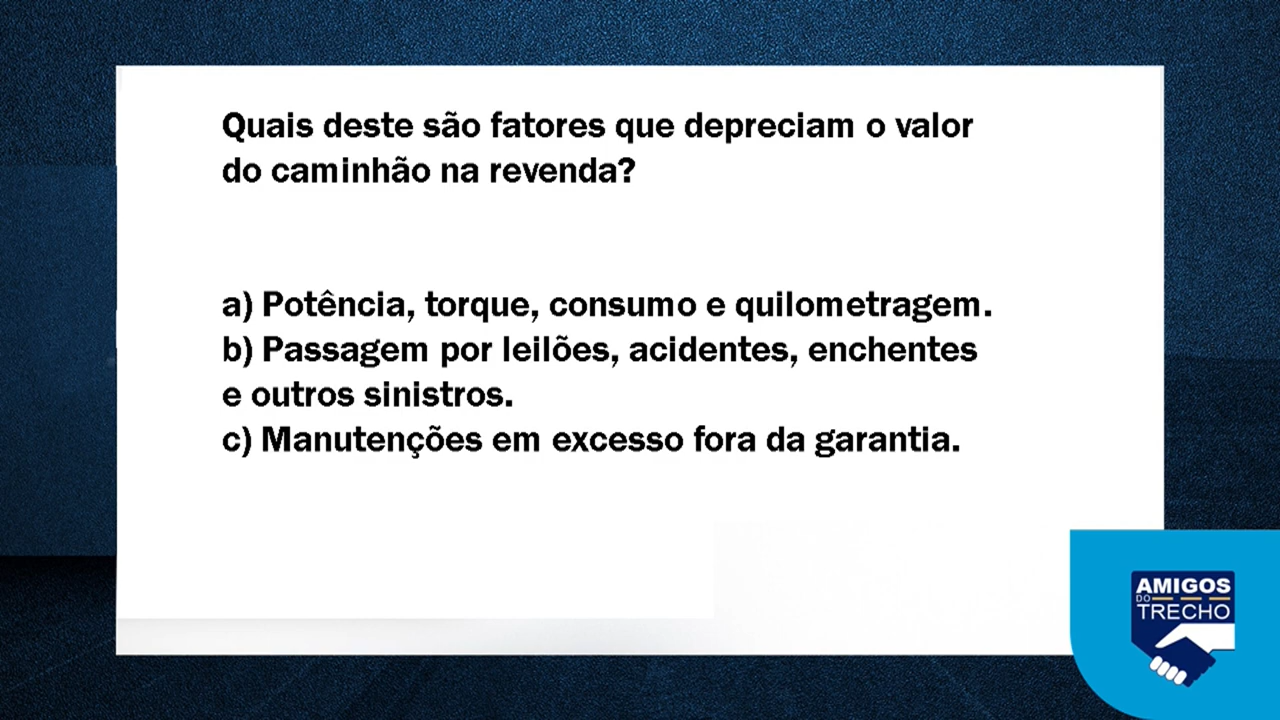 Quais deste são fatores que depreciam o valor
do caminhão na revenda?
a) Potência, torque, consumo e quilometragem.
b) Passagem por leilões, acidentes, enchentes
e outros sinistros.
c) Manutenções em excesso fora da garantia.
AMIGOS
DO
TRECHO